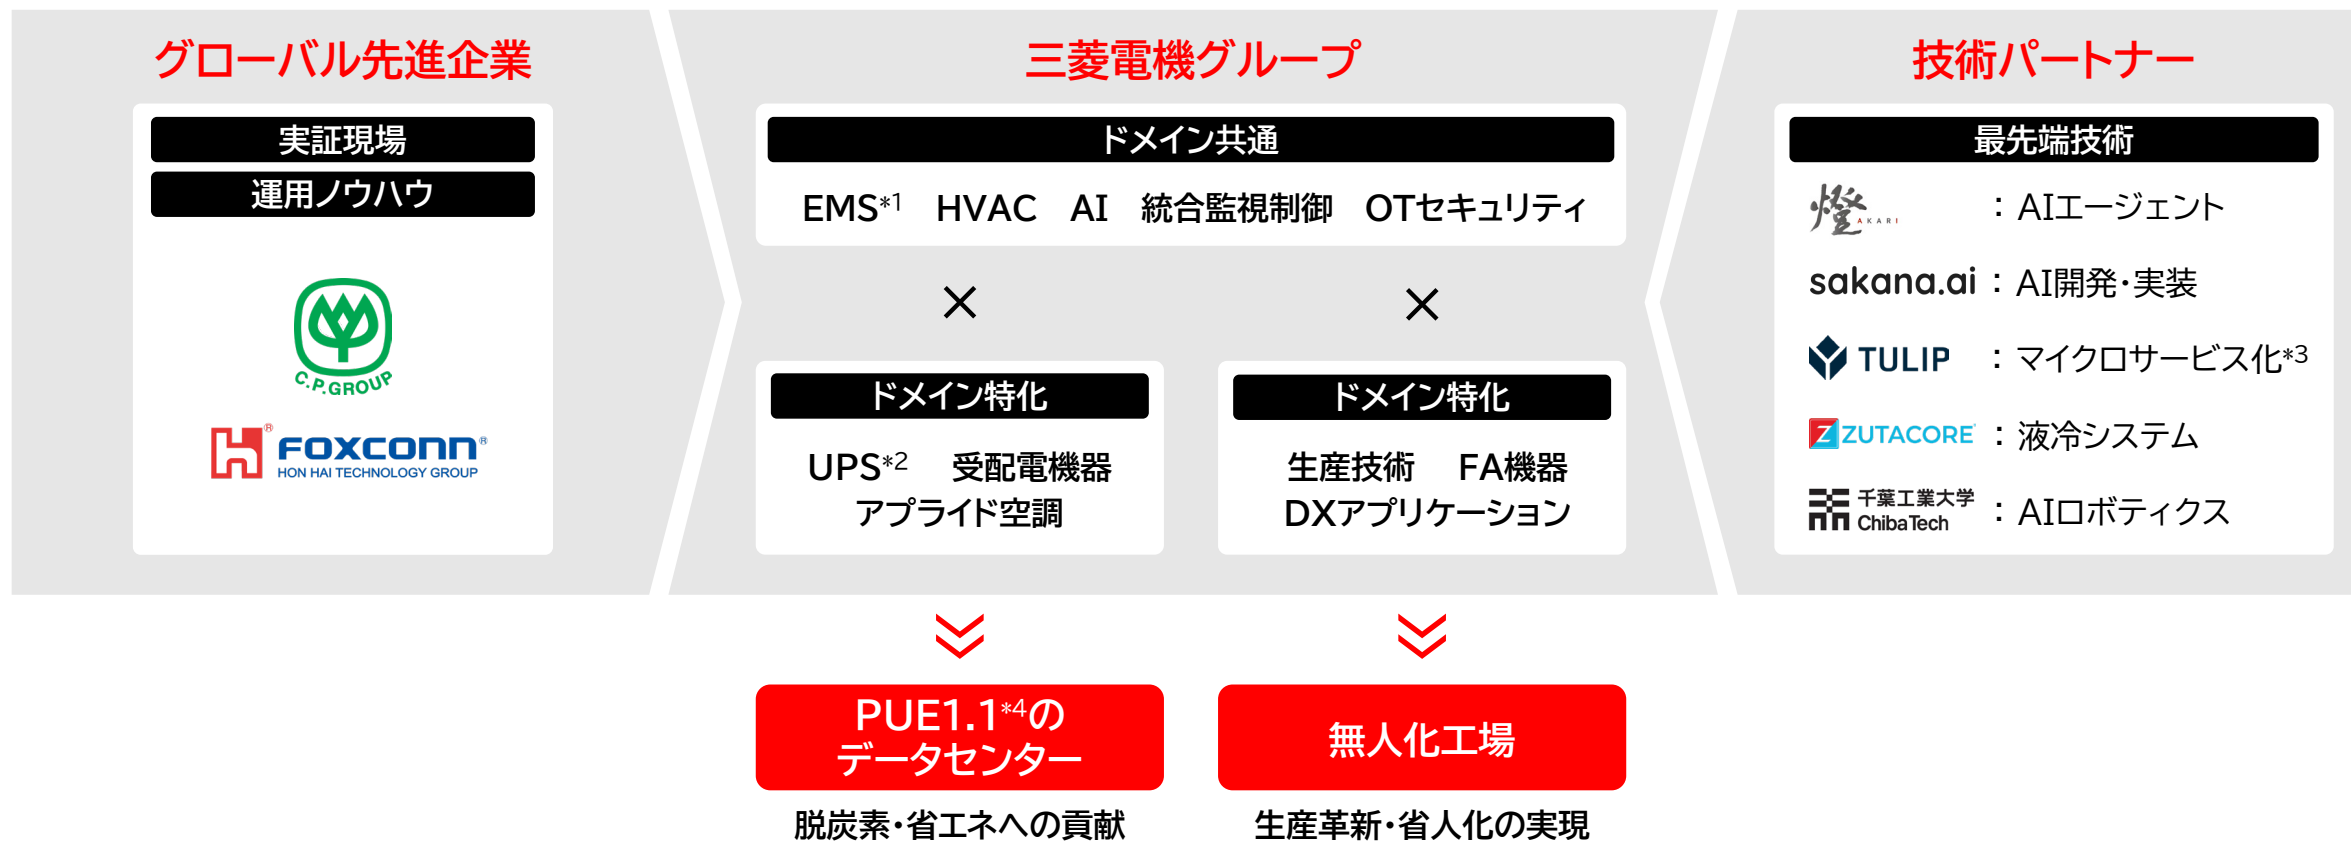 グローバル先進企業
実証現場
運用ノウハウ
C.P.GROUP
FOXCONN®
HON HAI TECHNOLOGY GROUP
三菱電機グループ
ドメイン共通
EMS*1 HVAC AI 統合監視制御 OTセキュリティ
×
×
ドメイン特化
UPS*2 受配電機器
アプライド空調
ドメイン特化
生産技術 FA機器
DXアプリケーション
技術パートナー
最先端技術
燈 AKARI : AIエージェント
sakana.ai : AI開発・実装
TULIP : マイクロサービス化*3
Z ZUTACORE : 液冷システム
千葉工業大学
ChibaTech : AIロボティクス
PUE1.1*4の
データセンター
脱炭素・省エネへの貢献
無人化工場
生産革新・省人化の実現